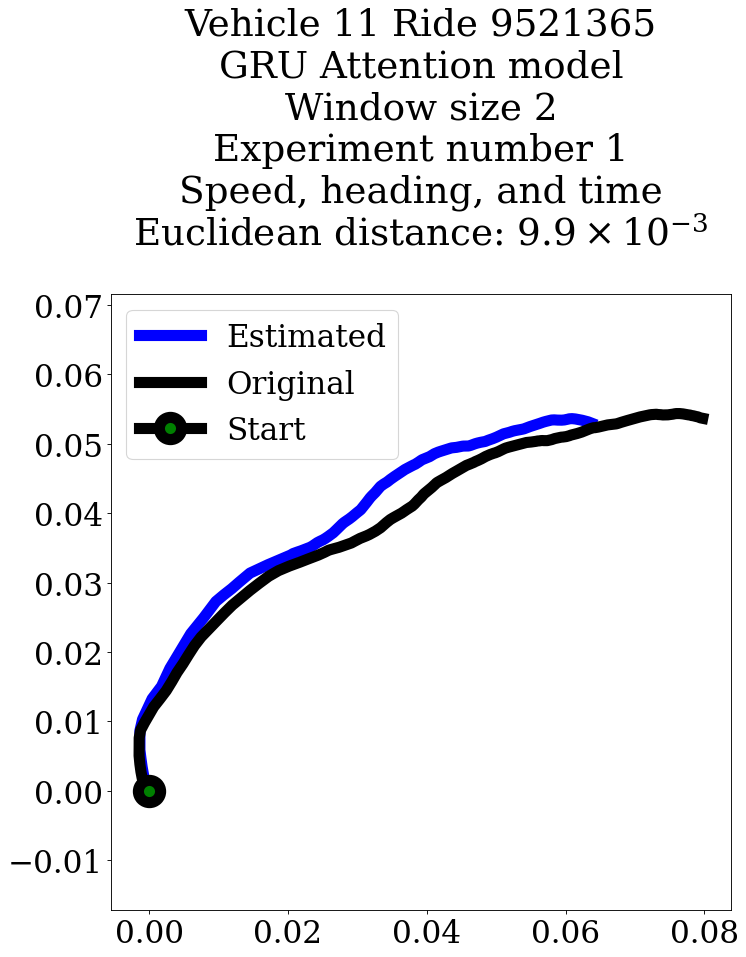 Vehicle 11 Ride 9521365
GRU Attention model
Window size 2
Experiment number 1
Speed, heading, and time
Euclidean distance: 9.9 × 10⁻³
0.07
0.06
0.05
0.04
0.03
0.02
0.01
0.00
−0.01
Estimated
Original
Start
0.00 0.02 0.04 0.06 0.08